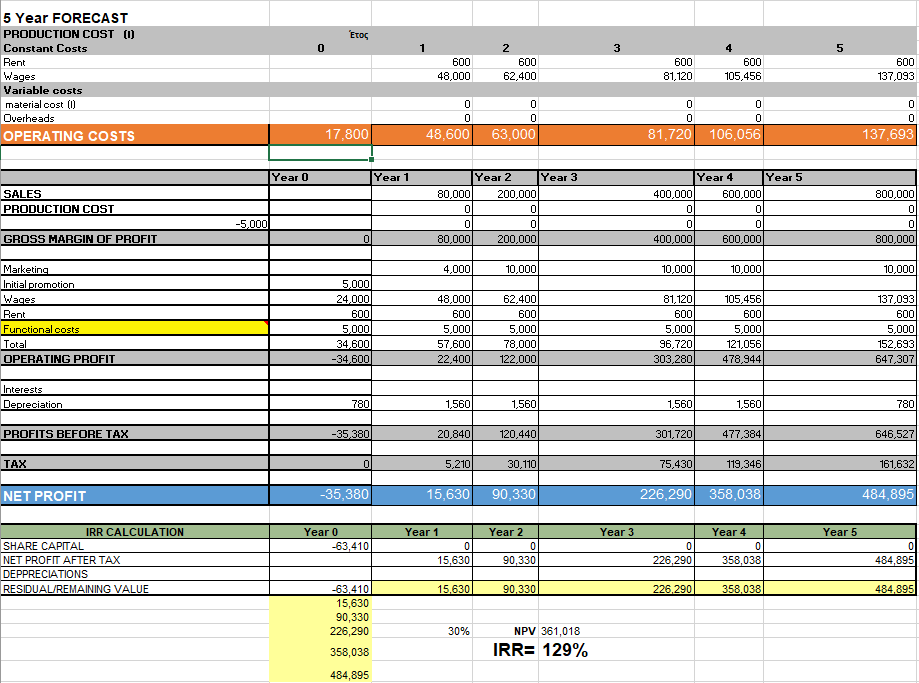 5 Year FORECAST
PRODUCTION COST (I) Έτος
Constant Costs 0 1 2 3 4 5
Rent 600 600 600 600 600
Wages 48,000 62,400 81,120 105,456 137,093
Variable costs
material cost (I) 0 0 0 0 0
Overheads 0 0 0 0 0
OPERATING COSTS 17,800 48,600 63,000 81,720 106,056 137,693
Year 0 Year 1 Year 2 Year 3 Year 4 Year 5
SALES 80,000 200,000 400,000 600,000 800,000
PRODUCTION COST 0 0 0 0 0
-5,000 0 0 0 0 0
GROSS MARGIN OF PROFIT 0 80,000 200,000 400,000 600,000 800,000
Marketing 4,000 10,000 10,000 10,000 10,000
Initial promotion 5,000
Wages 24,000 48,000 62,400 81,120 105,456 137,093
Rent 600 600 600 600 600 600
Functional costs 5,000 5,000 5,000 5,000 5,000 5,000
Total 34,600 57,600 78,000 96,720 121,056 152,693
OPERATING PROFIT -34,600 22,400 122,000 303,280 478,944 647,307
Interests
Depreciation 780 1,560 1,560 1,560 1,560 780
PROFITS BEFORE TAX -35,380 20,840 120,440 301,720 477,384 646,527
TAX 0 5,210 30,110 75,430 119,346 161,632
NET PROFIT -35,380 15,630 90,330 226,290 358,038 484,895
IRR CALCULATION Year 0 Year 1 Year 2 Year 3 Year 4 Year 5
SHARE CAPITAL -63,410 0 0 0 0 0
NET PROFIT AFTER TAX 15,630 90,330 226,290 358,038 484,895
DEPPRECIATIONS
RESIDUAL/REMAINING VALUE -63,410 15,630 90,330 226,290 358,038 484,895
15,630
90,330
226,290 30% NPV 361,018
358,038 IRR= 129%
484,895